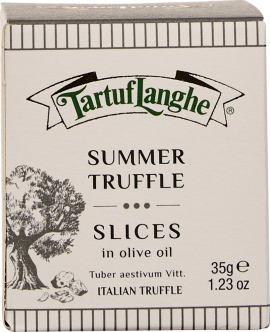 TartufLanghe®
SUMMER
TRUFFLE
SLICES
in olive oil
Tuber aestivum Vitt.
ITALIAN TRUFFLE
35g ℮
1.23 oz